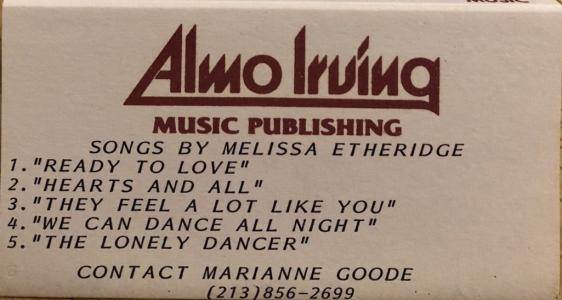 MUSIC
Almo Irving
MUSIC PUBLISHING
SONGS BY MELISSA ETHERIDGE
1."READY TO LOVE"
2."HEARTS AND ALL"
3."THEY FEEL A LOT LIKE YOU"
4."WE CAN DANCE ALL NIGHT"
5."THE LONELY DANCER"
CONTACT MARIANNE GOODE
(213)856-2699